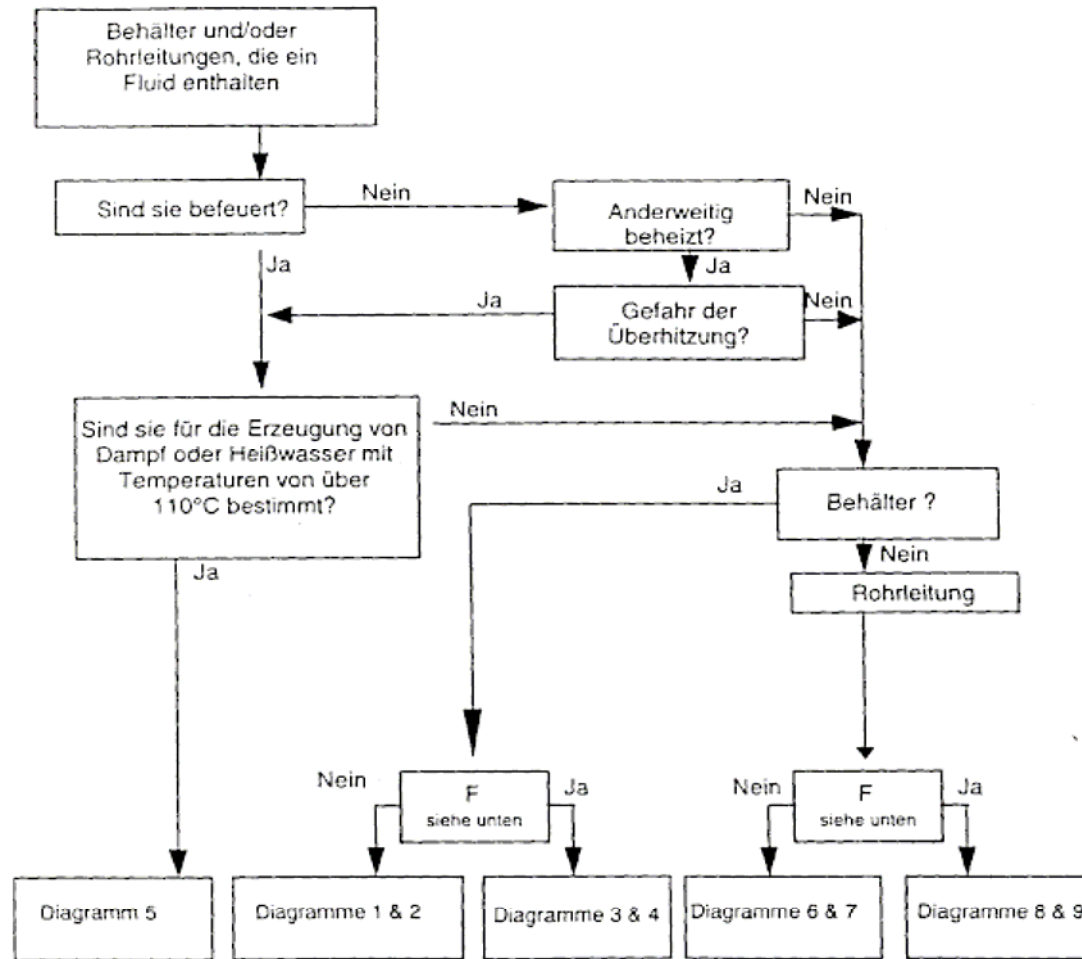 Behälter und/oder
Rohrleitungen, die ein
Fluid enthalten
Sind sie befeuert?
Nein
Anderweitig
beheizt?
Nein
Ja
Ja
Ja
Gefahr der
Überhitzung?
Nein
Sind sie für die Erzeugung von
Dampf oder Heißwasser mit
Temperaturen von über
110°C bestimmt?
Nein
Ja
Behälter ?
Ja
Nein
Rohrleitung
Nein
F
siehe unten
Ja
Nein
F
siehe unten
Ja
Diagramm 5
Diagramme 1 & 2
Diagramme 3 & 4
Diagramme 6 & 7
Diagramme 8 & 9